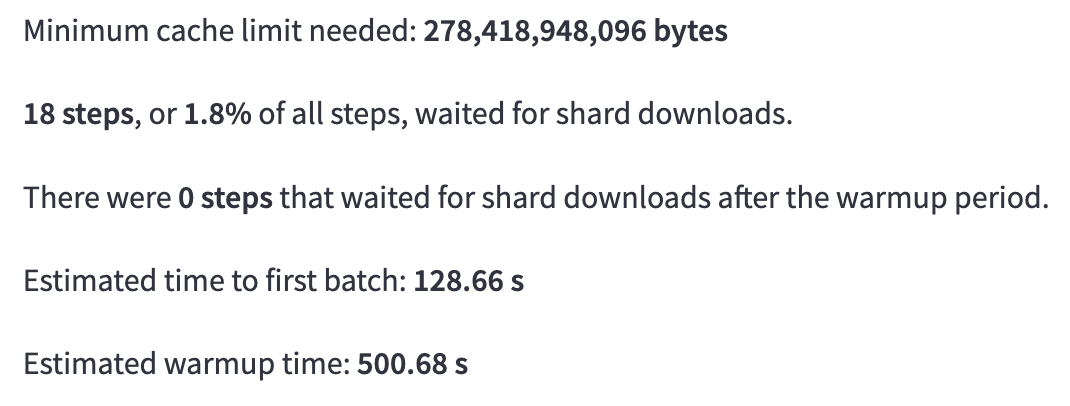 Minimum cache limit needed: 278,418,948,096 bytes
18 steps, or 1.8% of all steps, waited for shard downloads.
There were 0 steps that waited for shard downloads after the warmup period.
Estimated time to first batch: 128.66 s
Estimated warmup time: 500.68 s